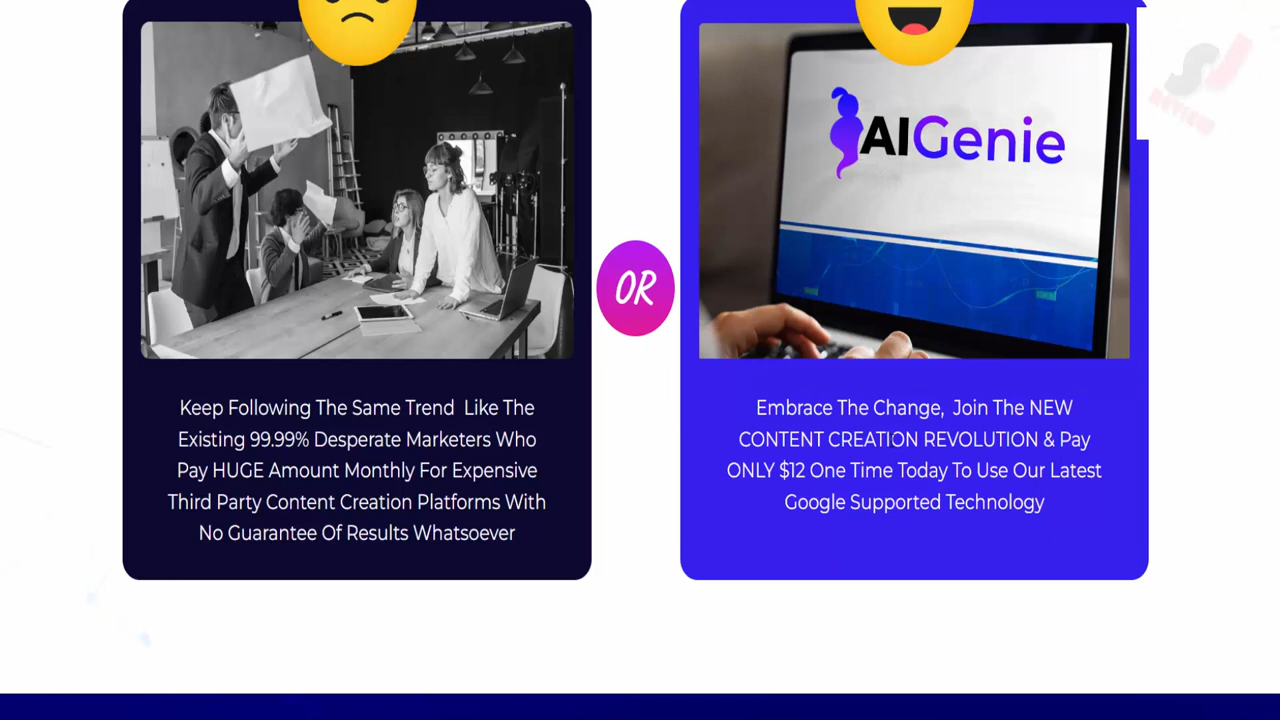 AIGenie
OR
Keep Following The Same Trend Like The
Existing 99.99% Desperate Marketers Who
Pay HUGE Amount Monthly For Expensive
Third Party Content Creation Platforms With
No Guarantee Of Results Whatsoever
Embrace The Change, Join The NEW
CONTENT CREATION REVOLUTION & Pay
ONLY $12 One Time Today To Use Our Latest
Google Supported Technology